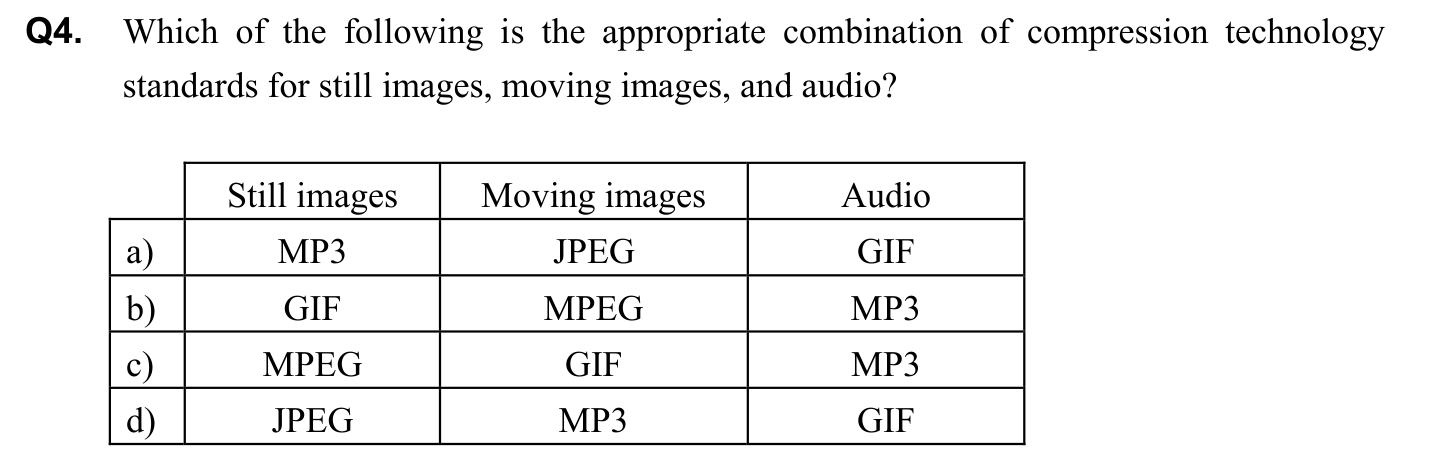 Q4. Which of the following is the appropriate combination of compression technology
standards for still images, moving images, and audio?
Still images Moving images Audio
a) MP3 JPEG GIF
b) GIF MPEG MP3
c) MPEG GIF MP3
d) JPEG MP3 GIF